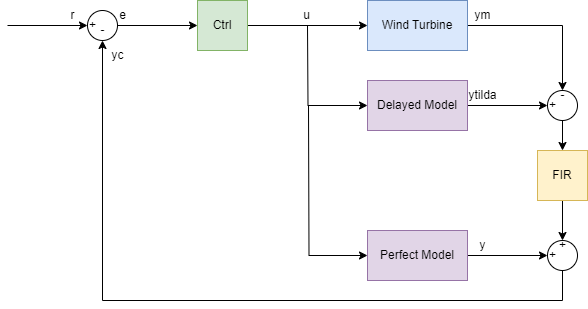 r
+
-
e
Ctrl
u
Wind Turbine
ym
yc
-
+
Delayed Model
ytilda
FIR
+
+
Perfect Model
y